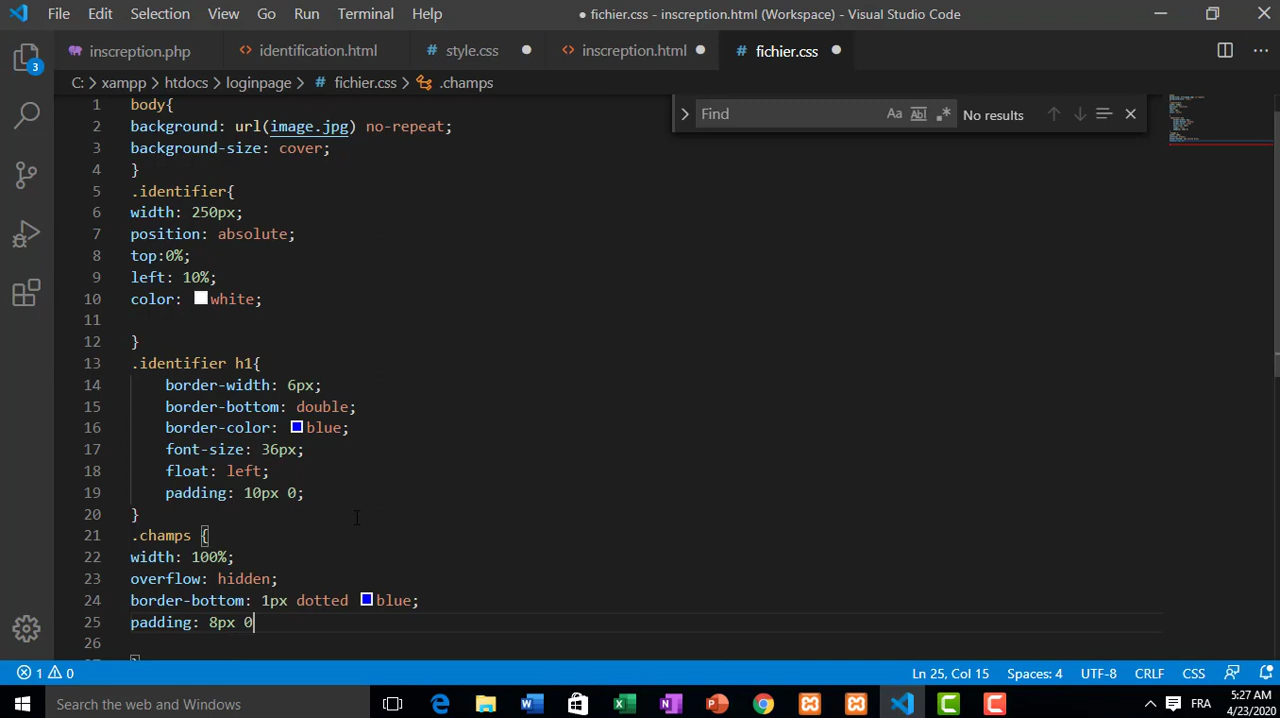 File Edit Selection View Go Run Terminal Help ● fichier.css - inscreption.html (Workspace) - Visual Studio Code
inscreption.php identification.html style.css inscreption.html fichier.css
C: > xampp > htdocs > loginpage > # fichier.css > .champs
Find Aa Abl .* No results
3
1 body{
2 background: url(image.jpg) no-repeat;
3 background-size: cover;
4 }
5 .identifier{
6 width: 250px;
7 position: absolute;
8 top:0%;
9 left: 10%;
10 color: white;
11
12 }
13 .identifier h1{
14 border-width: 6px;
15 border-bottom: double;
16 border-color: blue;
17 font-size: 36px;
18 float: left;
19 padding: 10px 0;
20 }
21 .champs {
22 width: 100%;
23 overflow: hidden;
24 border-bottom: 1px dotted blue;
25 padding: 8px 0
26
1 0 Ln 25, Col 15 Spaces: 4 UTF-8 CRLF CSS
Search the web and Windows FRA 5:27 AM
4/23/2020